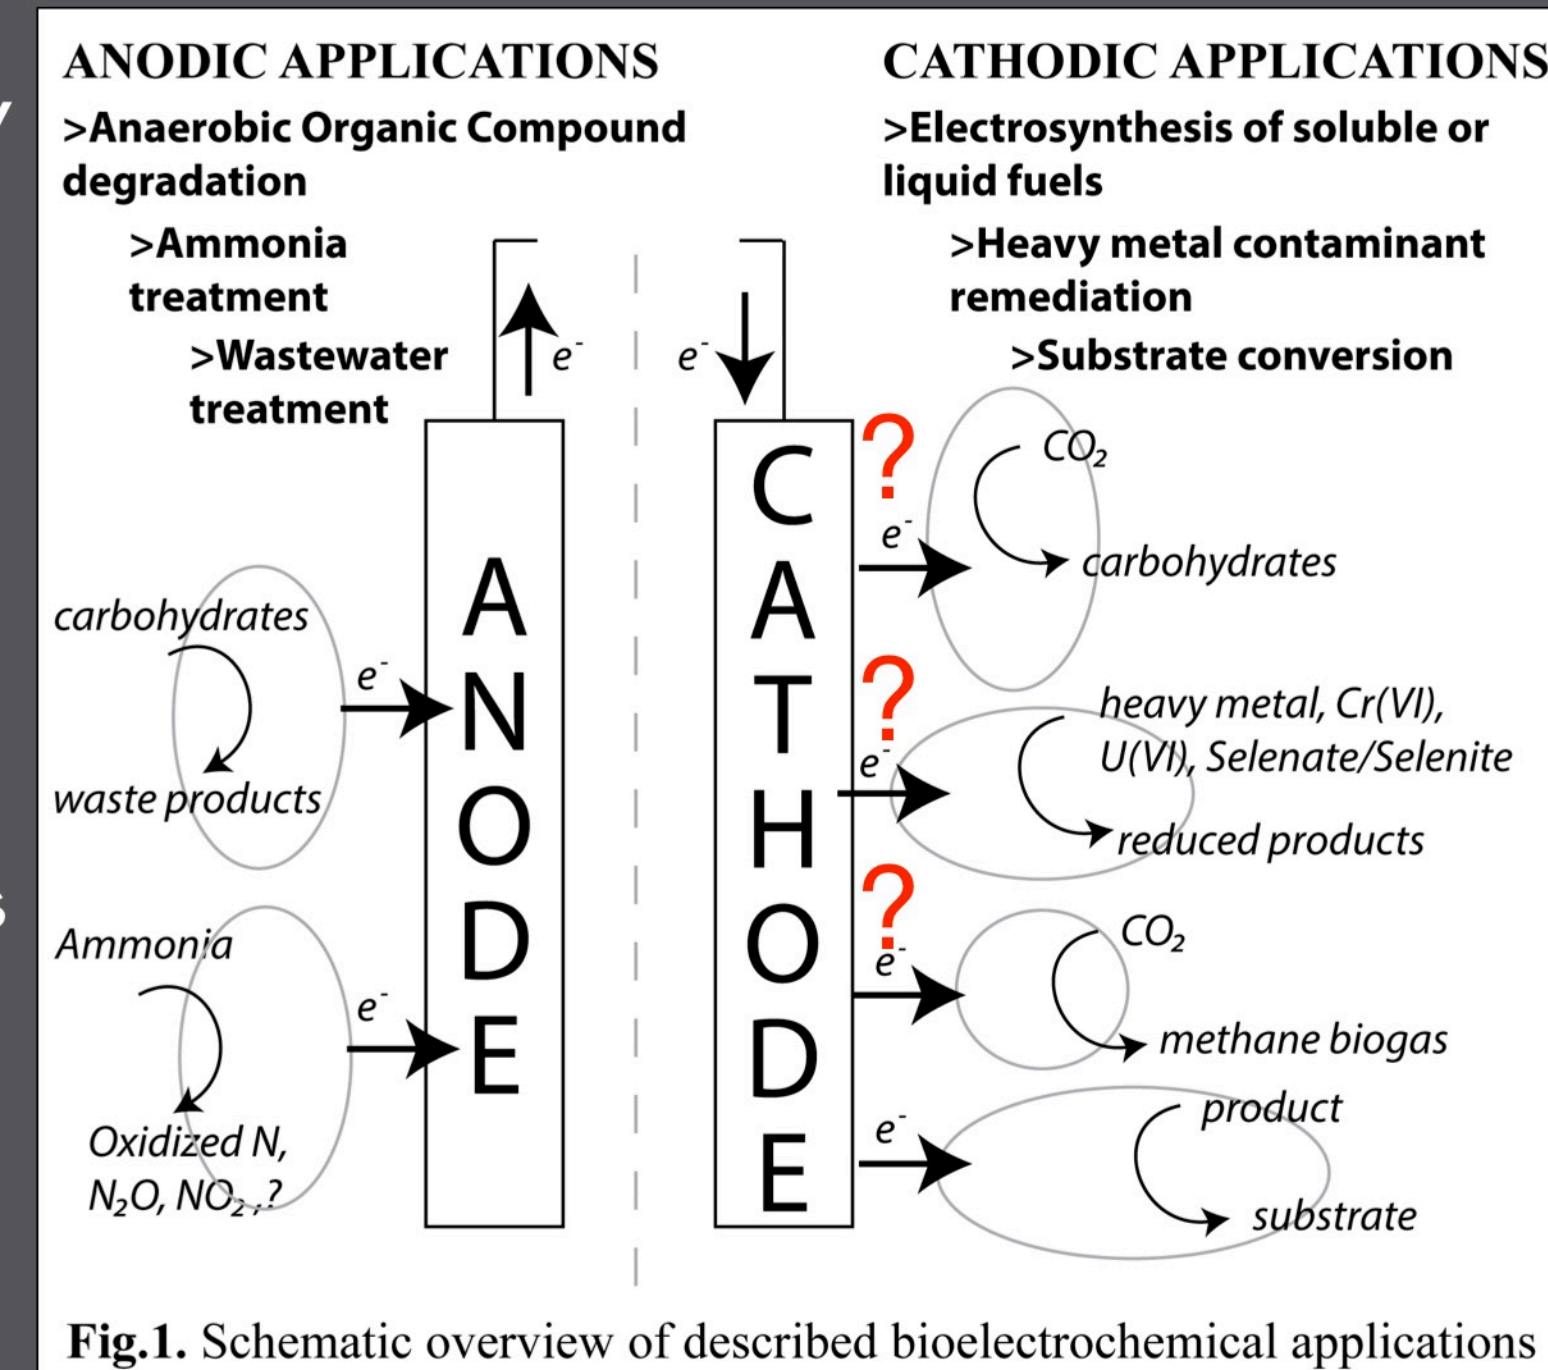 ANODIC APPLICATIONS
>Anaerobic Organic Compound
degradation
>Ammonia
treatment
>Wastewater
treatment
e-
ANODE
carbohydrates
e-
waste products
Ammonia
e-
Oxidized N,
N₂O, NO₂,?
CATHODIC APPLICATIONS
>Electrosynthesis of soluble or
liquid fuels
>Heavy metal contaminant
remediation
>Substrate conversion
e-
CATHODE
?
e-
CO₂
carbohydrates
?
e-
heavy metal, Cr(VI),
U(VI), Selenate/Selenite
reduced products
?
e-
CO₂
methane biogas
e-
product
substrate
Fig.1. Schematic overview of described bioelectrochemical applications